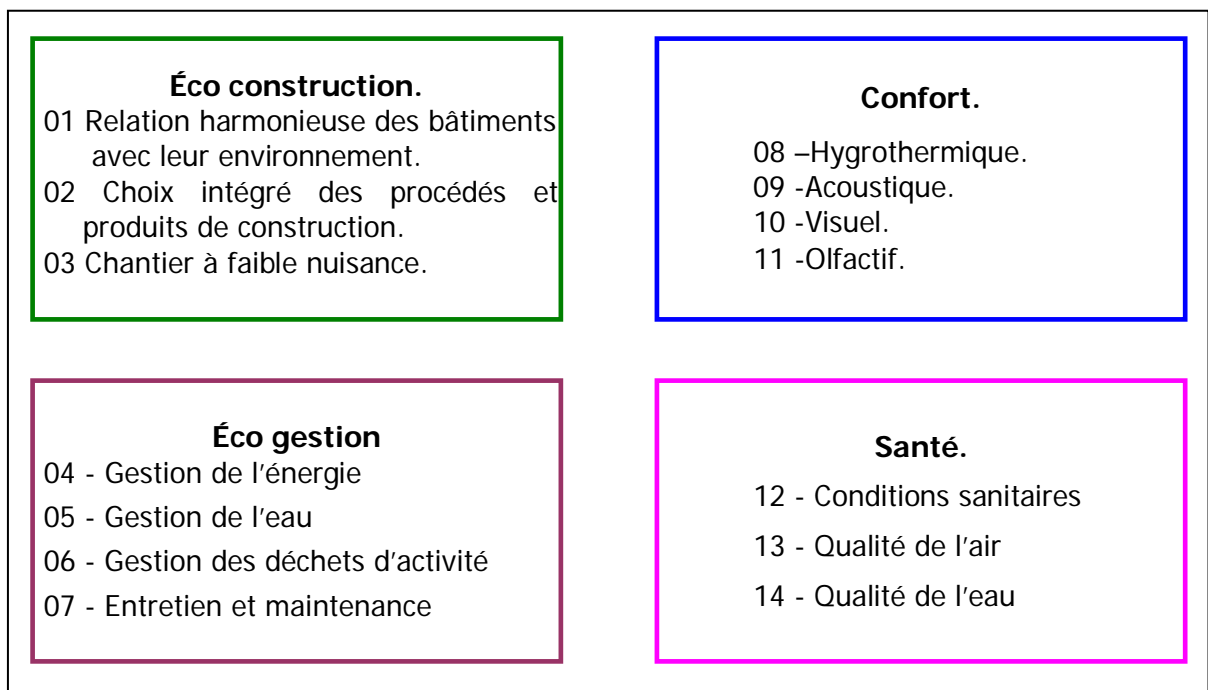 Éco construction.
01 Relation harmonieuse des bâtiments
avec leur environnement.
02 Choix intégré des procédés et
produits de construction.
03 Chantier à faible nuisance.
Confort.
08 –Hygrothermique.
09 -Acoustique.
10 -Visuel.
11 -Olfactif.
Éco gestion
04 - Gestion de l’énergie
05 - Gestion de l’eau
06 - Gestion des déchets d’activité
07 - Entretien et maintenance
Santé.
12 - Conditions sanitaires
13 - Qualité de l’air
14 - Qualité de l’eau